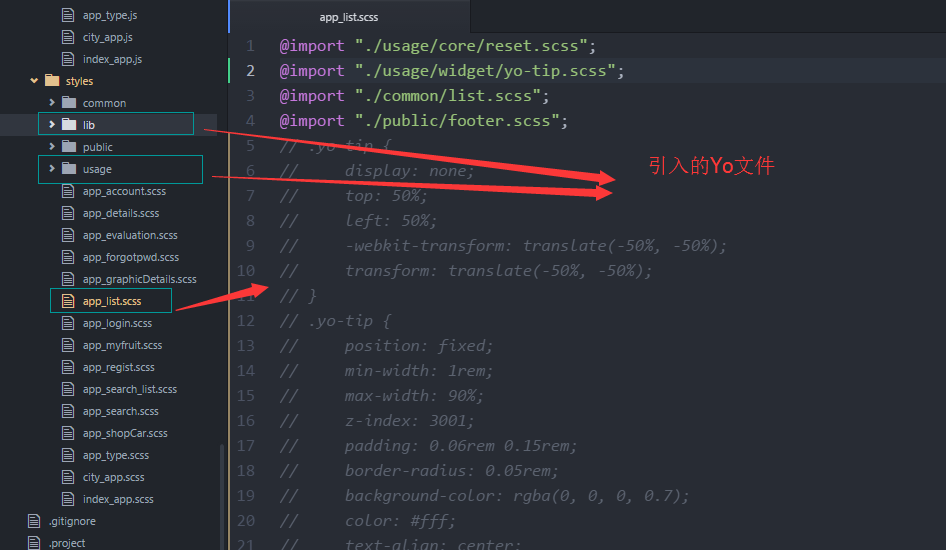 app_type.js
city_app.js
index_app.js
styles
common
lib
public
usage
app_account.scss
app_details.scss
app_evaluation.scss
app_forgotpwd.scss
app_graphicDetails.scss
app_list.scss
app_login.scss
app_myfruit.scss
app_regist.scss
app_search_list.scss
app_search.scss
app_shopCar.scss
app_type.scss
city_app.scss
index_app.scss
.gitignore
.project
app_list.scss
1 @import "./usage/core/reset.scss";
2 @import "./usage/widget/yo-tip.scss";
3 @import "./common/list.scss";
4 @import "./public/footer.scss";
5 // .yo-tip {
6 // display: none;
7 // top: 50%;
8 // left: 50%;
9 // -webkit-transform: translate(-50%, -50%);
10 // transform: translate(-50%, -50%);
11 // }
12 // .yo-tip {
13 // position: fixed;
14 // min-width: 1rem;
15 // max-width: 90%;
16 // z-index: 3001;
17 // padding: 0.06rem 0.15rem;
18 // border-radius: 0.05rem;
19 // background-color: rgba(0, 0, 0, 0.7);
20 // color: #fff;
21 // text-align: center;
引入的Yo文件